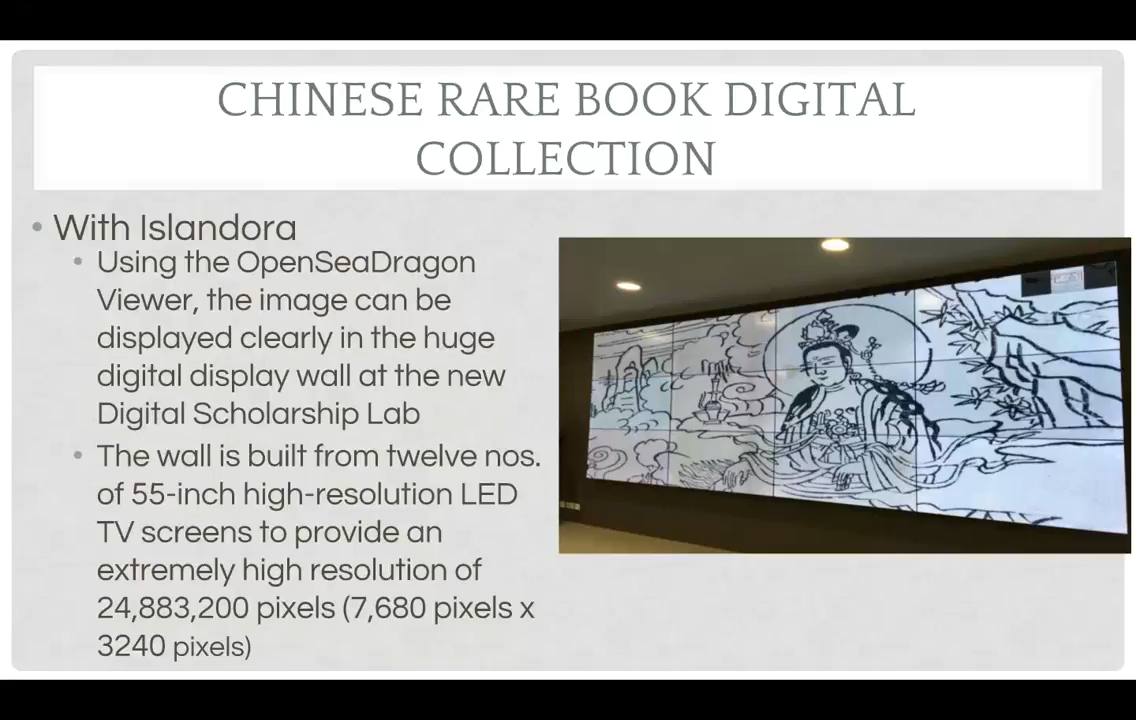 CHINESE RARE BOOK DIGITAL
COLLECTION
• With Islandora
• Using the OpenSeaDragon
Viewer, the image can be
displayed clearly in the huge
digital display wall at the new
Digital Scholarship Lab
• The wall is built from twelve nos.
of 55-inch high-resolution LED
TV screens to provide an
extremely high resolution of
24,883,200 pixels (7,680 pixels x
3240 pixels)